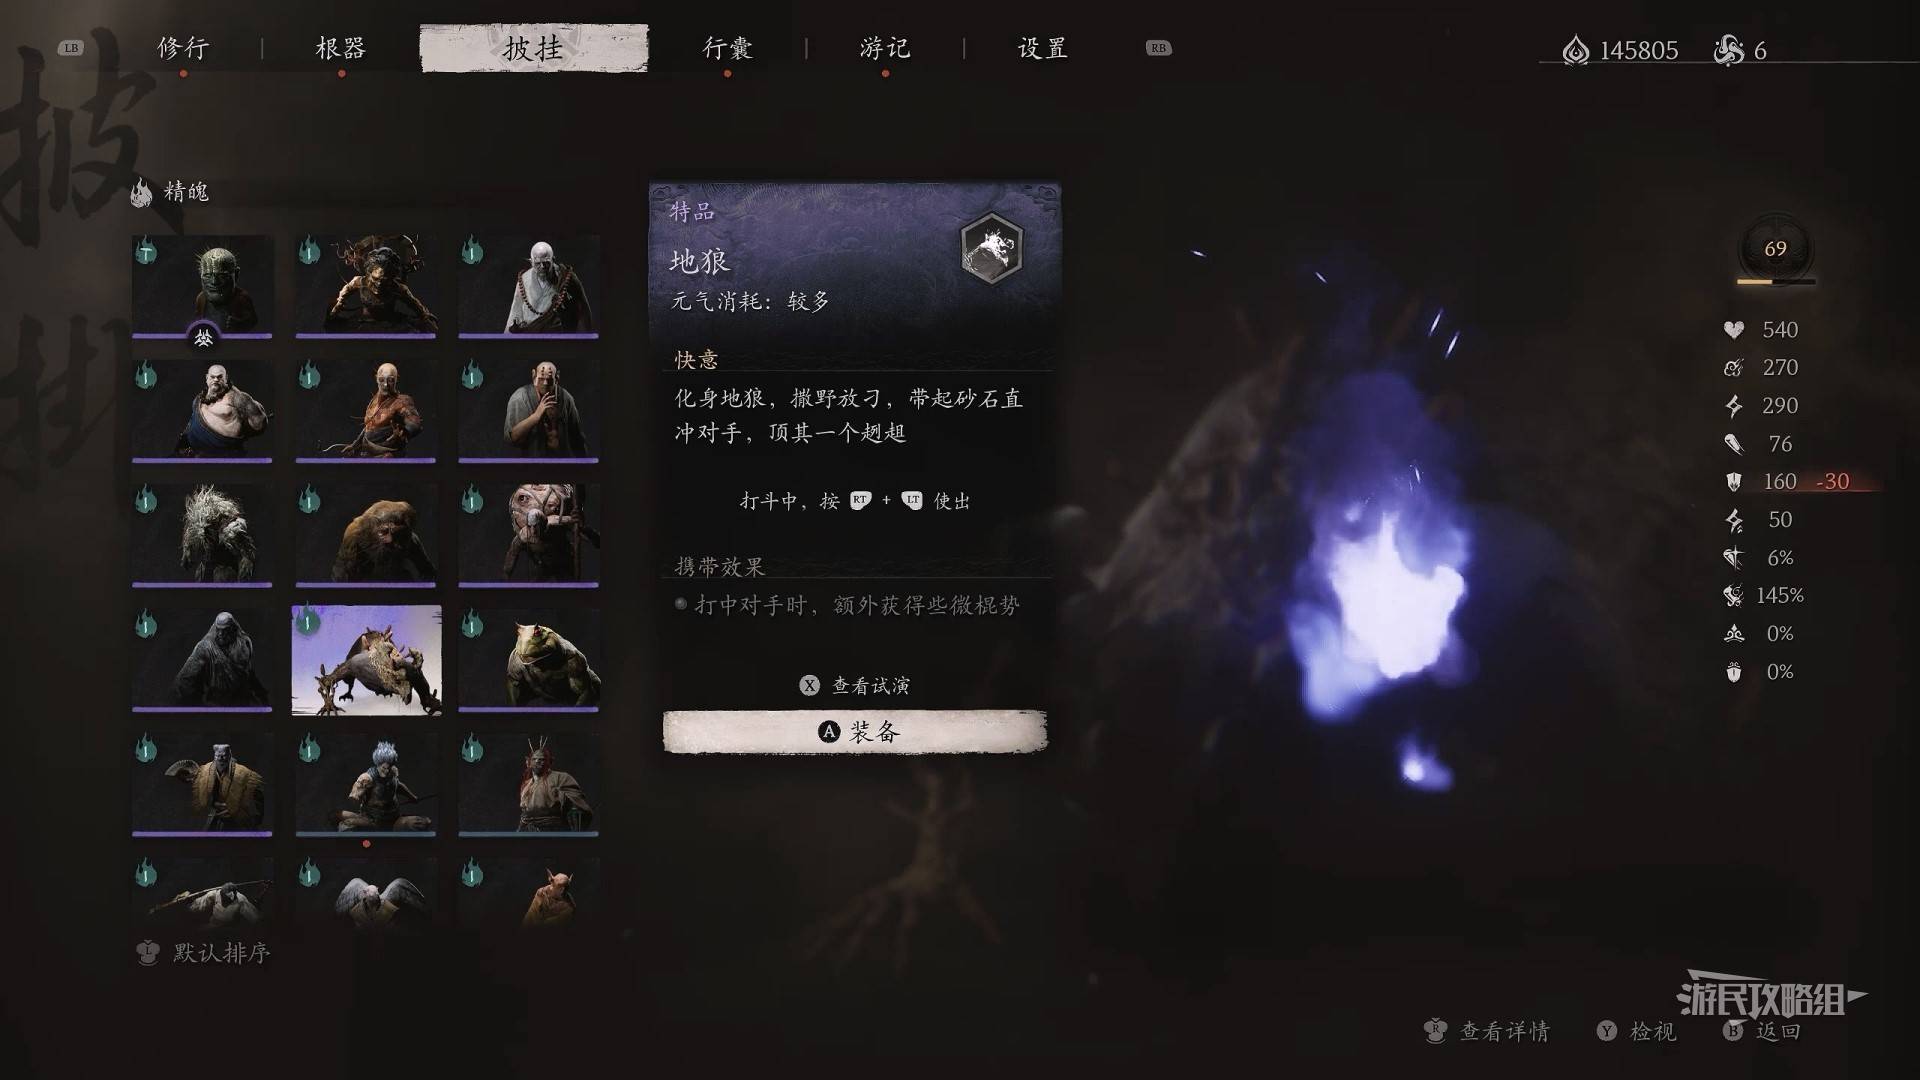 LB 修行 根器 披挂 行囊 游记 设置 RB 145805 6
披挂
精魄
特品
地狼
元气消耗：较多
快意
化身地狼，撒野放刁，带起砂石直
冲对手，顶其一个趔趄
打斗中，按 RT + LT 使出
携带效果
打中对手时，额外获得些微棍势
X 查看试演
A 装备
69
540
270
290
76
160 -30
50
6%
145%
0%
0%
L 默认排序
游民攻略组
R 查看详情 Y 检视 B 返回